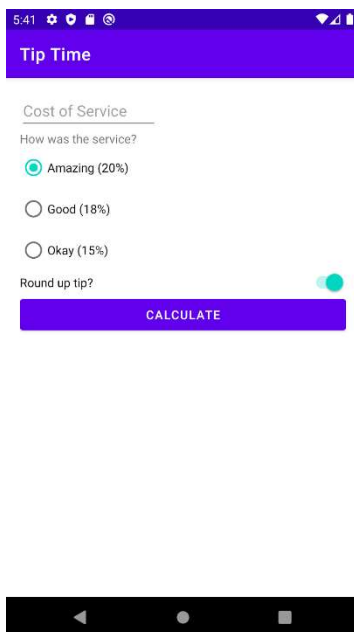 5:41
Tip Time
Cost of Service
How was the service?
Amazing (20%)
Good (18%)
Okay (15%)
Round up tip?
CALCULATE